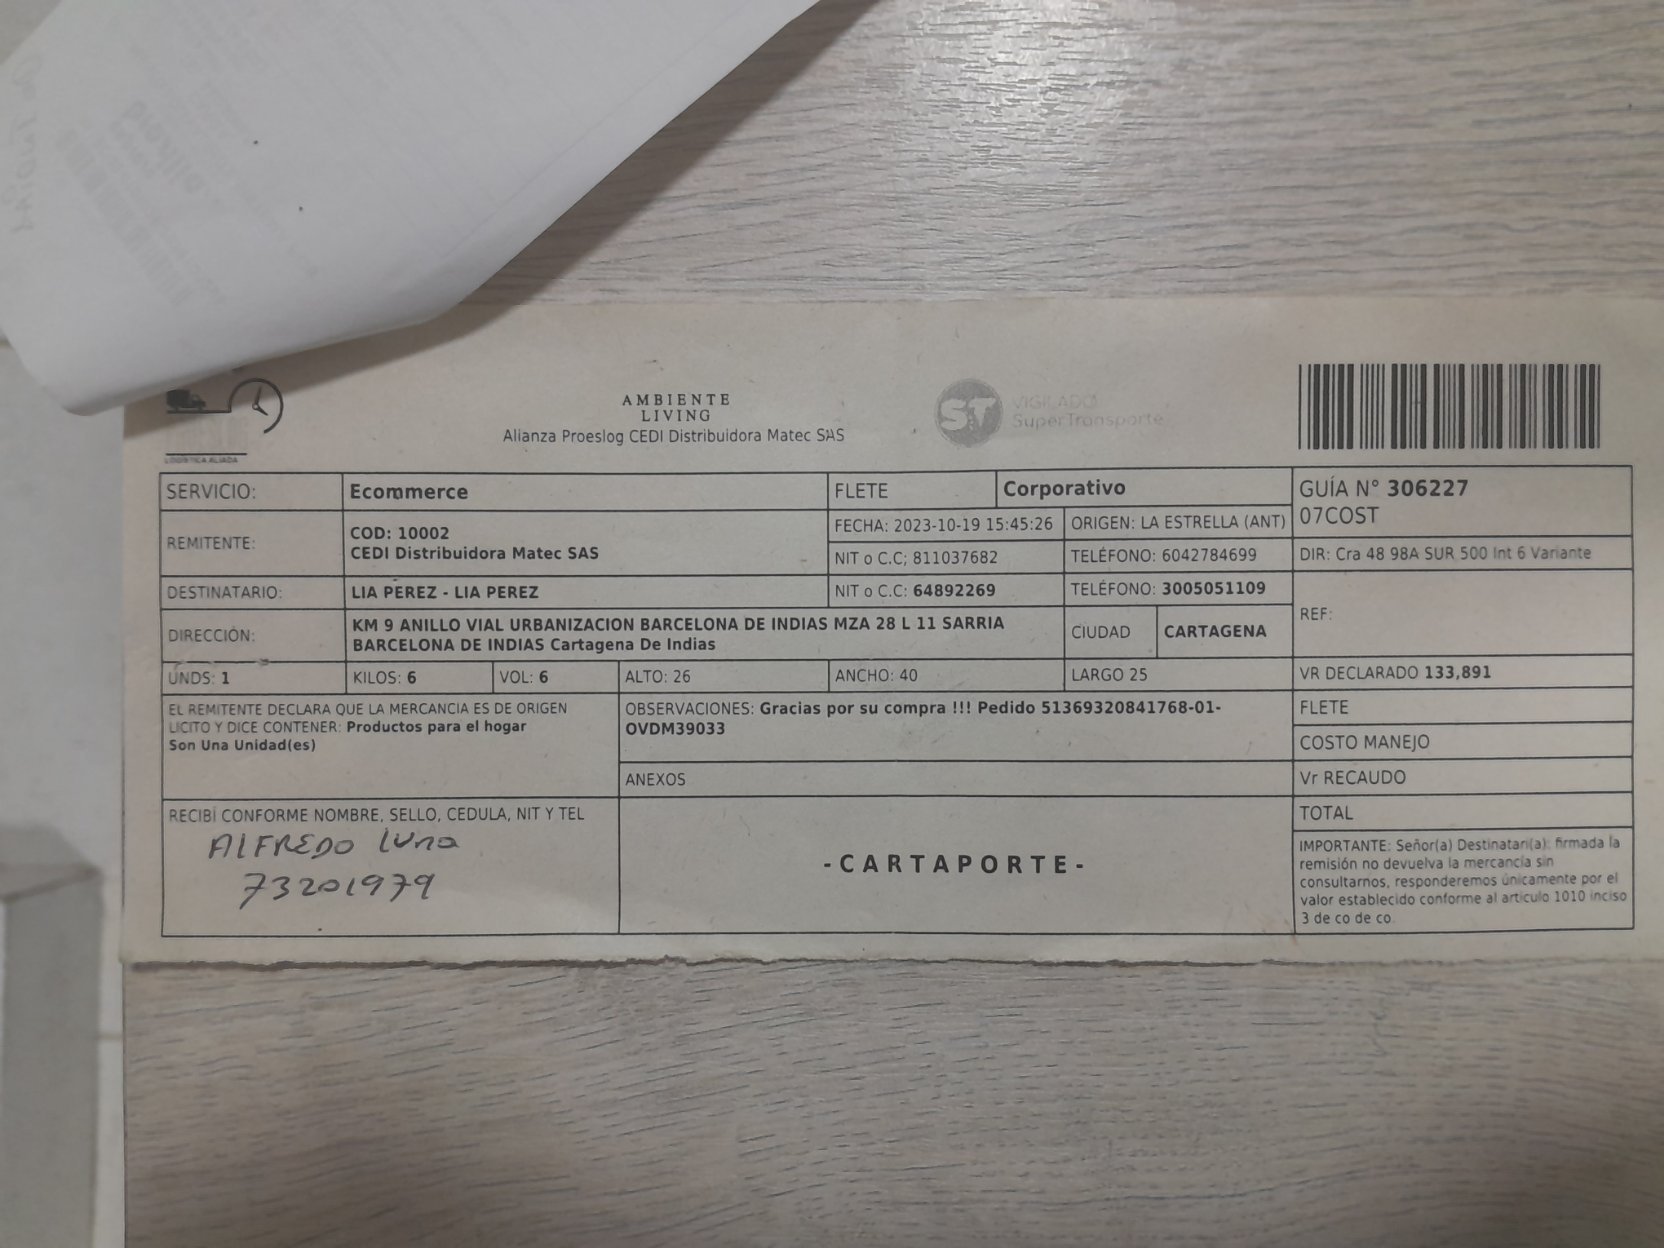 AMBIENTE
LIVING
Alianza Proeslog CEDI Distribuidora Matec SAS
ST VIGILADO
SuperTransporte
LOGÍSTICA ALIADA
SERVICIO: Ecommerce FLETE Corporativo GUÍA N° 306227
07COST
REMITENTE: COD: 10002
CEDI Distribuidora Matec SAS
FECHA: 2023-10-19 15:45:26 ORIGEN: LA ESTRELLA (ANT)
NIT o C.C; 811037682 TELÉFONO: 6042784699 DIR: Cra 48 98A SUR 500 Int 6 Variante
DESTINATARIO: LIA PEREZ - LIA PEREZ NIT o C.C: 64892269 TELÉFONO: 3005051109
REF:
DIRECCIÓN: KM 9 ANILLO VIAL URBANIZACION BARCELONA DE INDIAS MZA 28 L 11 SARRIA
BARCELONA DE INDIAS Cartagena De Indias
CIUDAD CARTAGENA
UNDS: 1 KILOS: 6 VOL: 6 ALTO: 26 ANCHO: 40 LARGO 25 VR DECLARADO 133,891
EL REMITENTE DECLARA QUE LA MERCANCIA ES DE ORIGEN
LICITO Y DICE CONTENER: Productos para el hogar
Son Una Unidad(es)
OBSERVACIONES: Gracias por su compra !!! Pedido 51369320841768-01-
OVDM39033
ANEXOS
FLETE
COSTO MANEJO
Vr RECAUDO
TOTAL
RECIBÍ CONFORME NOMBRE, SELLO, CEDULA, NIT Y TEL
ALFREDO luna
73201979
-CARTAPORTE-
IMPORTANTE: Señor(a) Destinatari(a): firmada la
remisión no devuelva la mercancía sin
consultarnos, responderemos únicamente por el
valor establecido conforme al articulo 1010 inciso
3 de co de co.